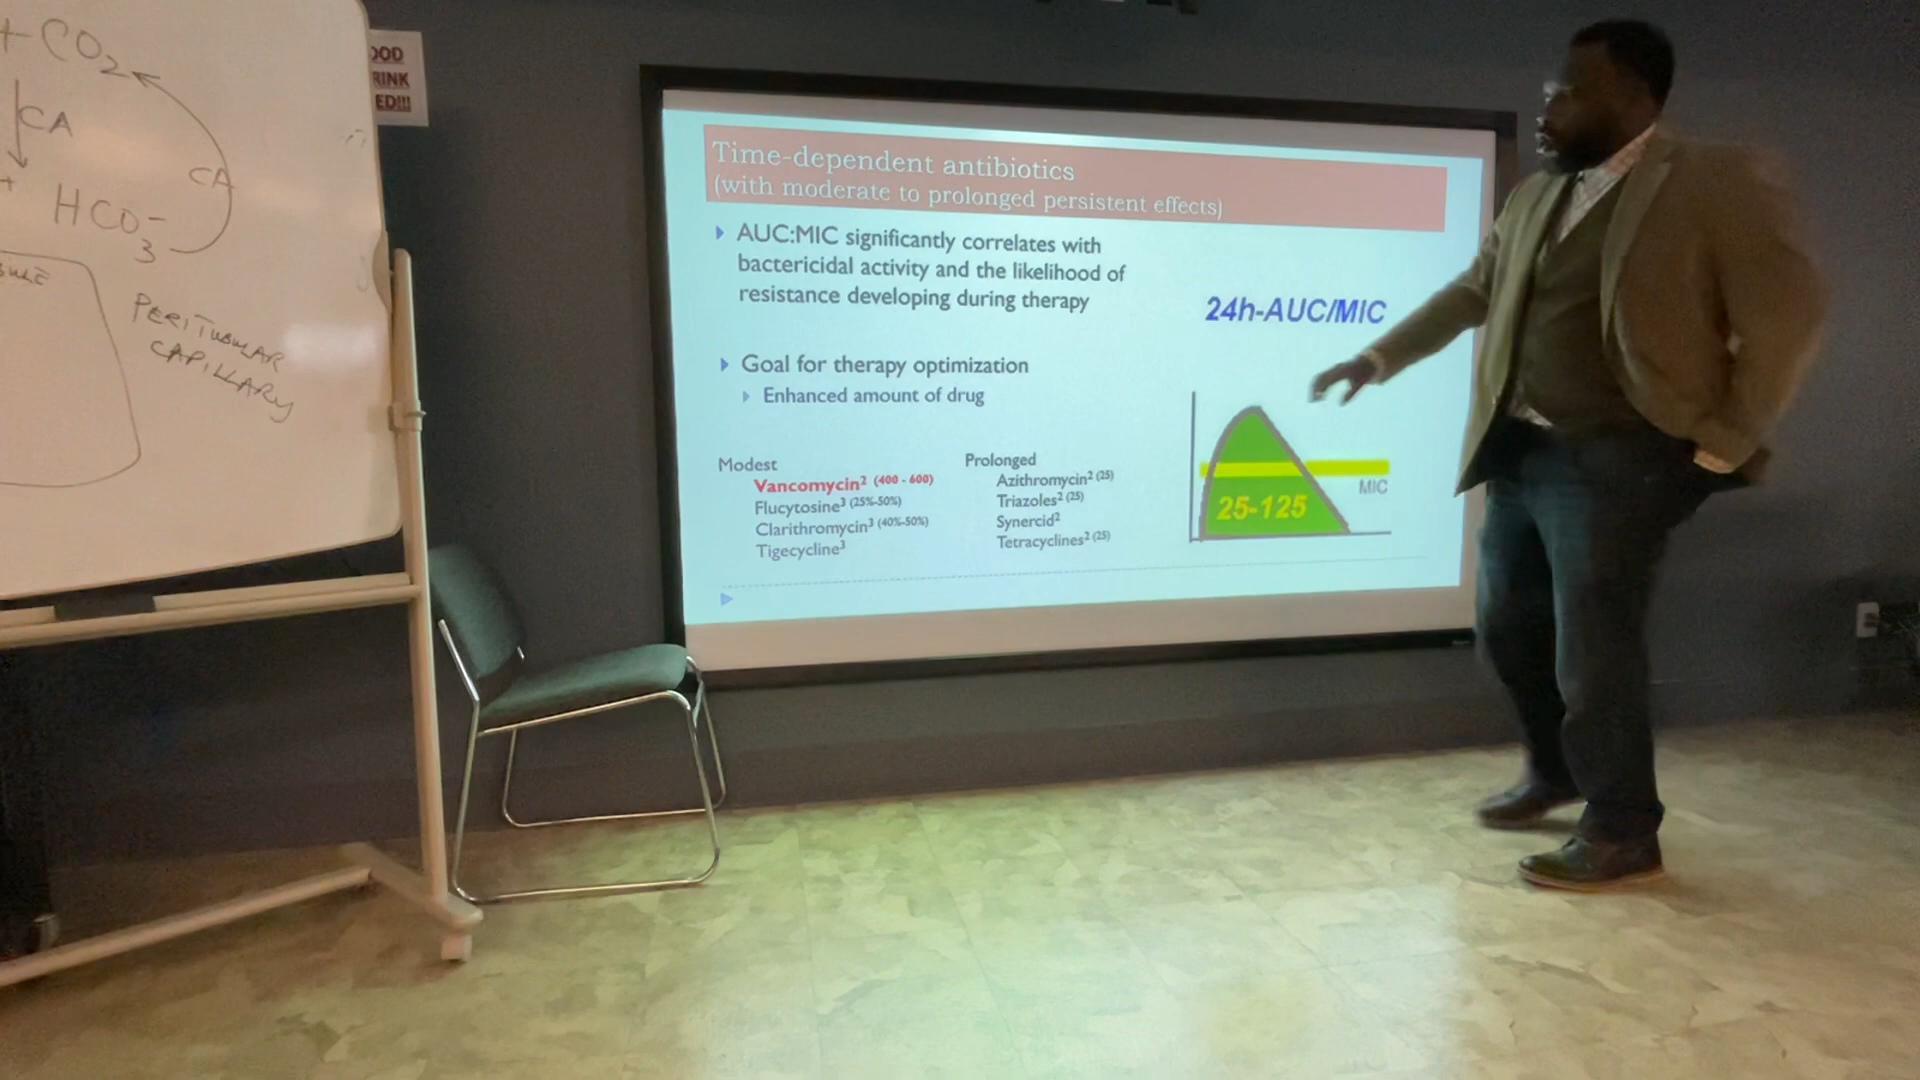 + CO2
CA
CA
+ HCO3-
PERITUBULAR
CAPILLARY
OOD
RINK
ED!!!
Time-dependent antibiotics
(with moderate to prolonged persistent effects)
AUC:MIC significantly correlates with
bactericidal activity and the likelihood of
resistance developing during therapy
Goal for therapy optimization
Enhanced amount of drug
Modest
Vancomycin² (400 - 600)
Flucytosine³ (25%-50%)
Clarithromycin³ (40%-50%)
Tigecycline³
Prolonged
Azithromycin² (25)
Triazoles² (25)
Synercid²
Tetracyclines² (25)
24h-AUC/MIC
MIC
25-125